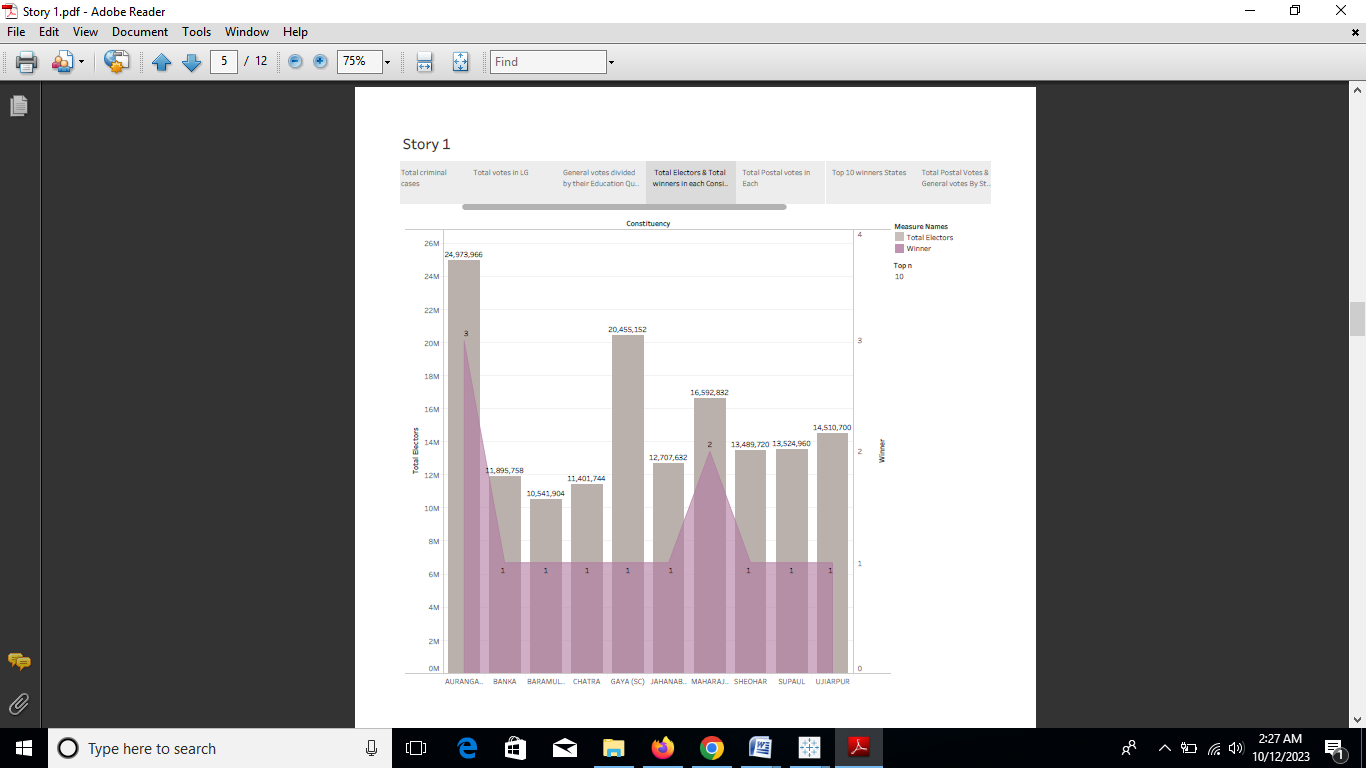 Story 1.pdf - Adobe Reader
File Edit View Document Tools Window Help
5 / 12 75% Find
Story 1
Total criminal cases
Total votes in LG
General votes divided by their Education Qu..
Total Electors & Total winners in each Consi..
Total Postal votes in Each
Top 10 winners States
Total Postal Votes & General votes By St..
Constituency
Measure Names
Total Electors
Winner
Top n
10
26M
24M
22M
20M
18M
16M
14M
12M
10M
8M
6M
4M
2M
0M
Total Electors
24,973,966
11,895,758
10,541,904
11,401,744
20,455,152
12,707,632
16,592,832
13,489,720
13,524,960
14,510,700
3
1
1
1
1
1
2
1
1
1
4
3
2
1
0
Winner
AURANGA.. BANKA BARAMUL.. CHATRA GAYA (SC) JAHANAB.. MAHARAJ.. SHEOHAR SUPAUL UJIARPUR
Type here to search
2:27 AM
10/12/2023
1